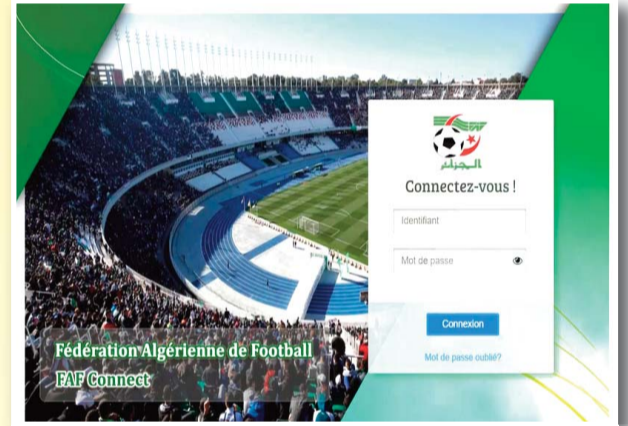 الجزائر
Connectez-vous !
Identifiant
Mot de passe
Connexion
Mot de passe oublié?
Fédération Algérienne de Football
FAF Connect